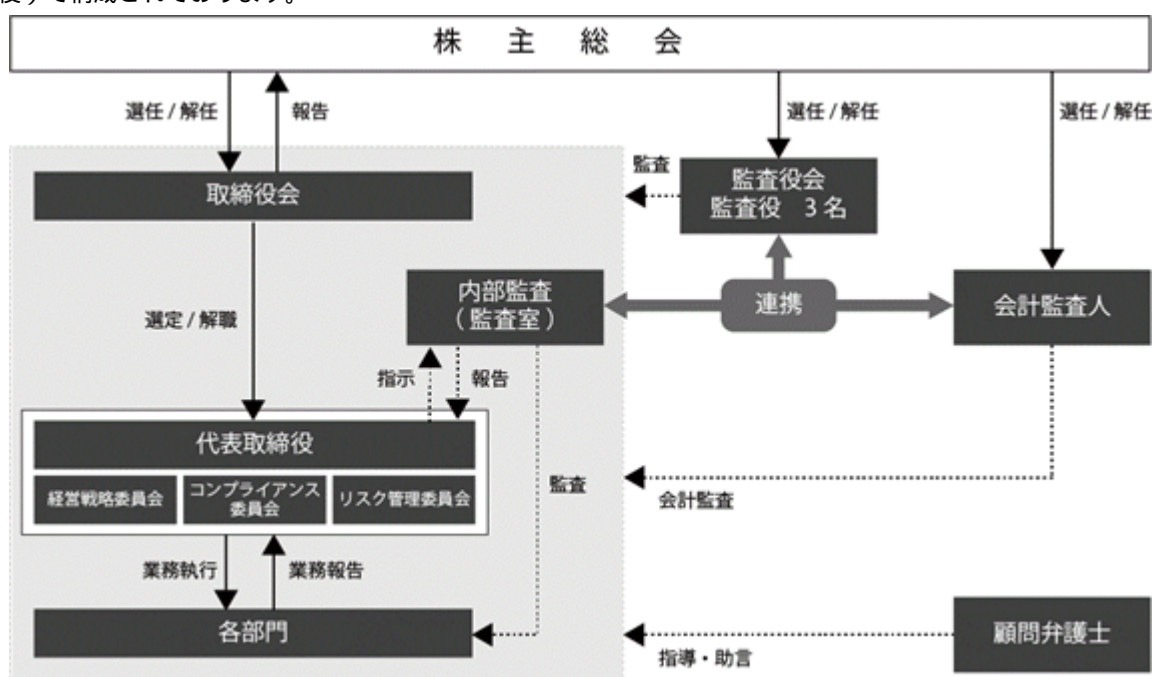 株主総会
選任 / 解任
報告
選任 / 解任
選任 / 解任
取締役会
監査
監査役会
監査役 3名
内部監査
(監査室)
連携
会計監査人
選定 / 解職
指示
報告
代表取締役
経営戦略委員会
コンプライアンス
委員会
リスク管理委員会
監査
会計監査
業務執行
業務報告
各部門
顧問弁護士
指導・助言